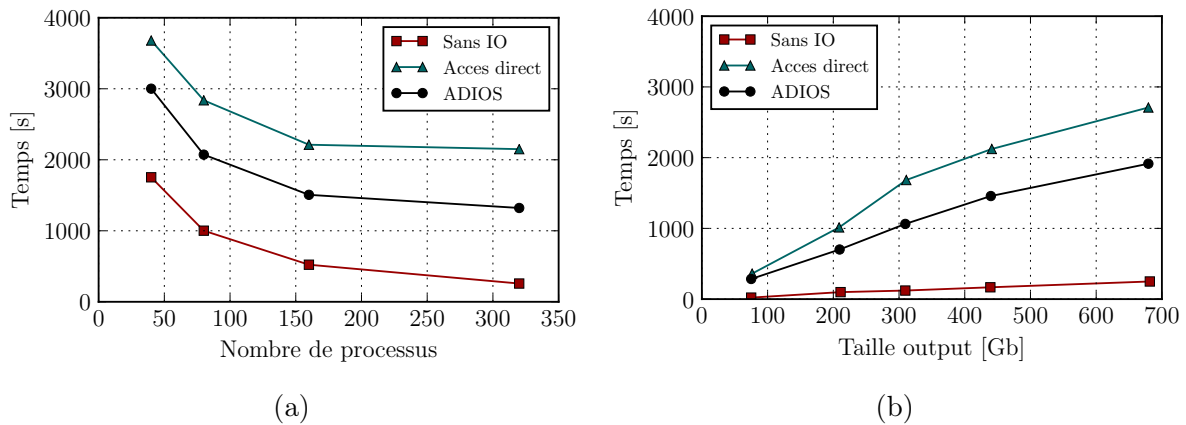 4000
3000
2000
1000
0
Temps [s]
0 50 100 150 200 250 300 350
Nombre de processus
Sans IO
Acces direct
ADIOS
(a)
4000
3000
2000
1000
0
Temps [s]
0 100 200 300 400 500 600 700
Taille output [Gb]
Sans IO
Acces direct
ADIOS
(b)